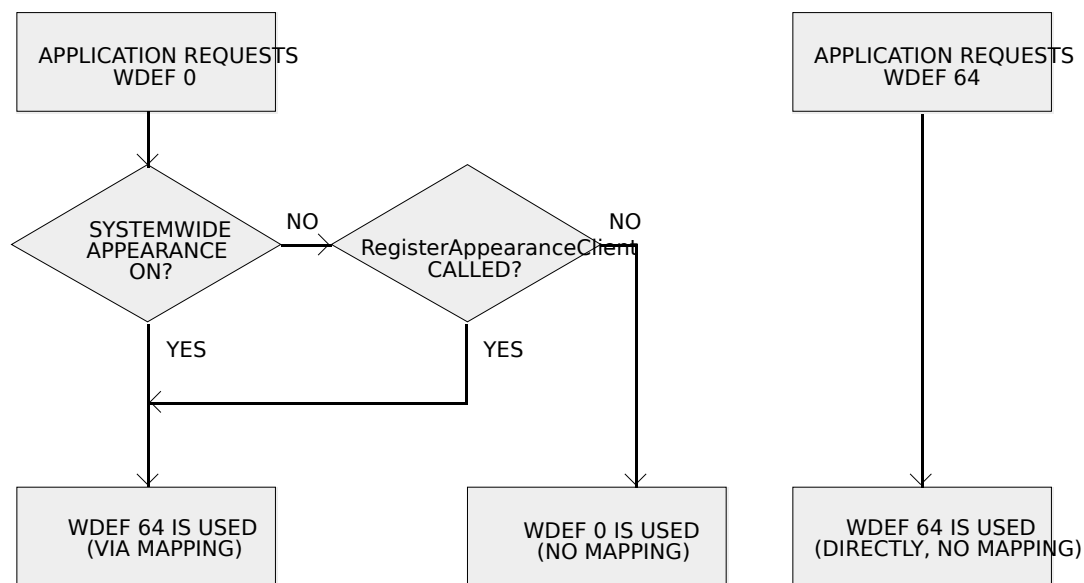 APPLICATION REQUESTS
WDEF 0
APPLICATION REQUESTS
WDEF 64
SYSTEMWIDE
APPEARANCE
ON?
NO
RegisterAppearanceClient
CALLED?
NO
YES
YES
WDEF 64 IS USED
(VIA MAPPING)
WDEF 0 IS USED
(NO MAPPING)
WDEF 64 IS USED
(DIRECTLY, NO MAPPING)